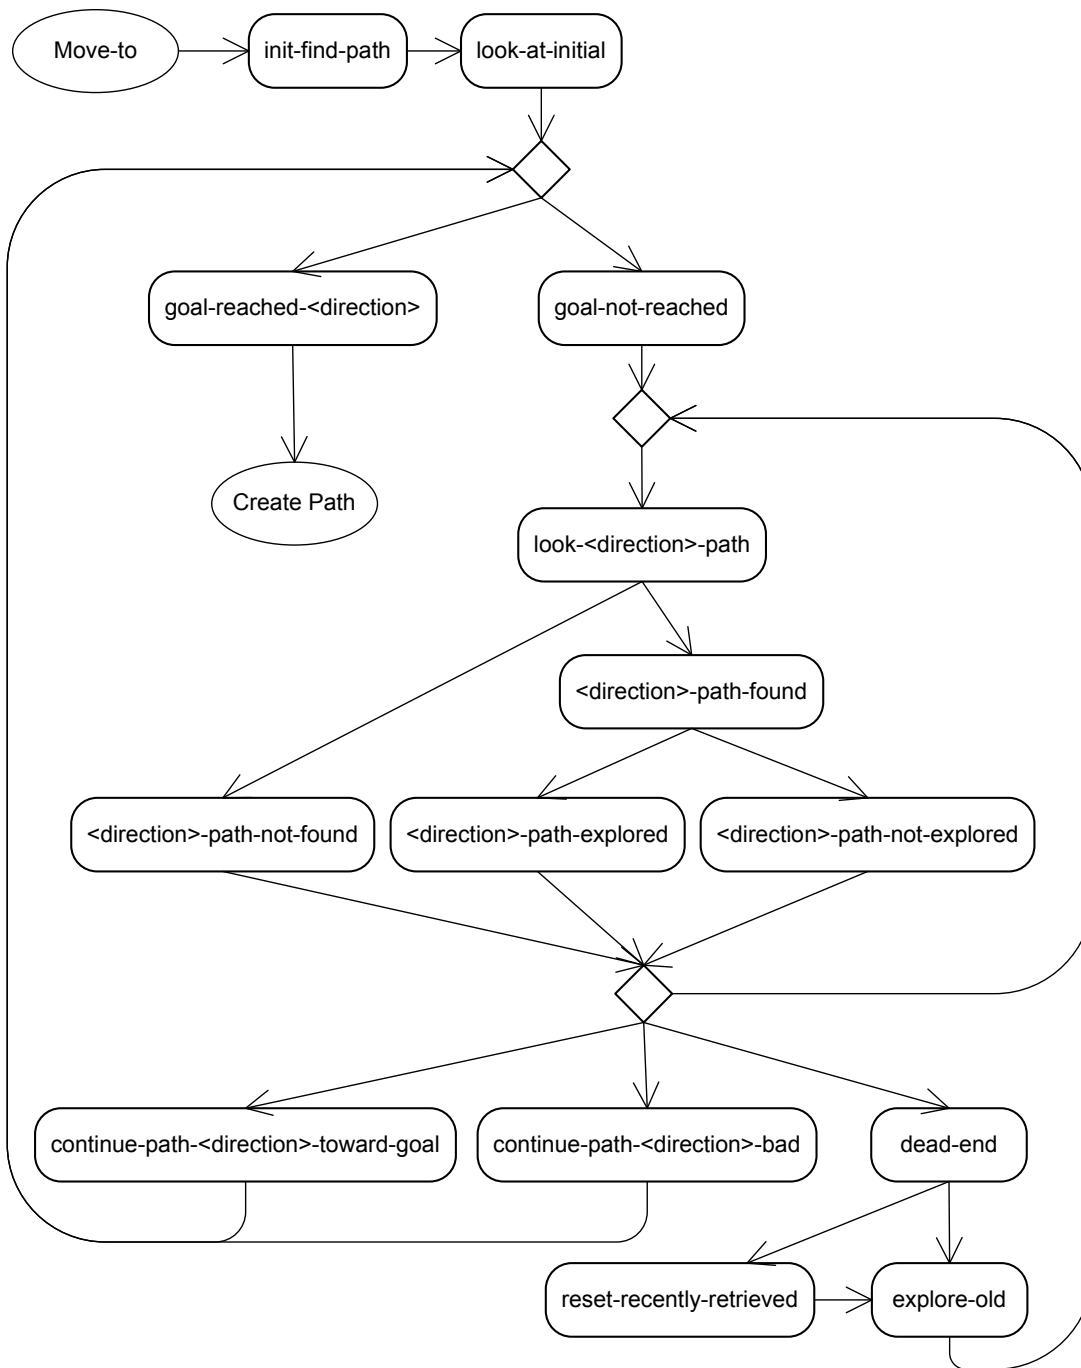 Move-to
init-find-path
look-at-initial
goal-reached-<direction>
goal-not-reached
Create Path
look-<direction>-path
<direction>-path-found
<direction>-path-not-found
<direction>-path-explored
<direction>-path-not-explored
continue-path-<direction>-toward-goal
continue-path-<direction>-bad
dead-end
reset-recently-retrieved
explore-old